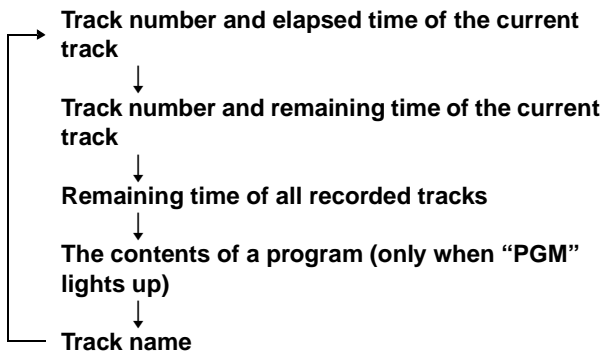 Track number and elapsed time of the current
track
Track number and remaining time of the current
track
Remaining time of all recorded tracks
The contents of a program (only when “PGM”
lights up)
Track name